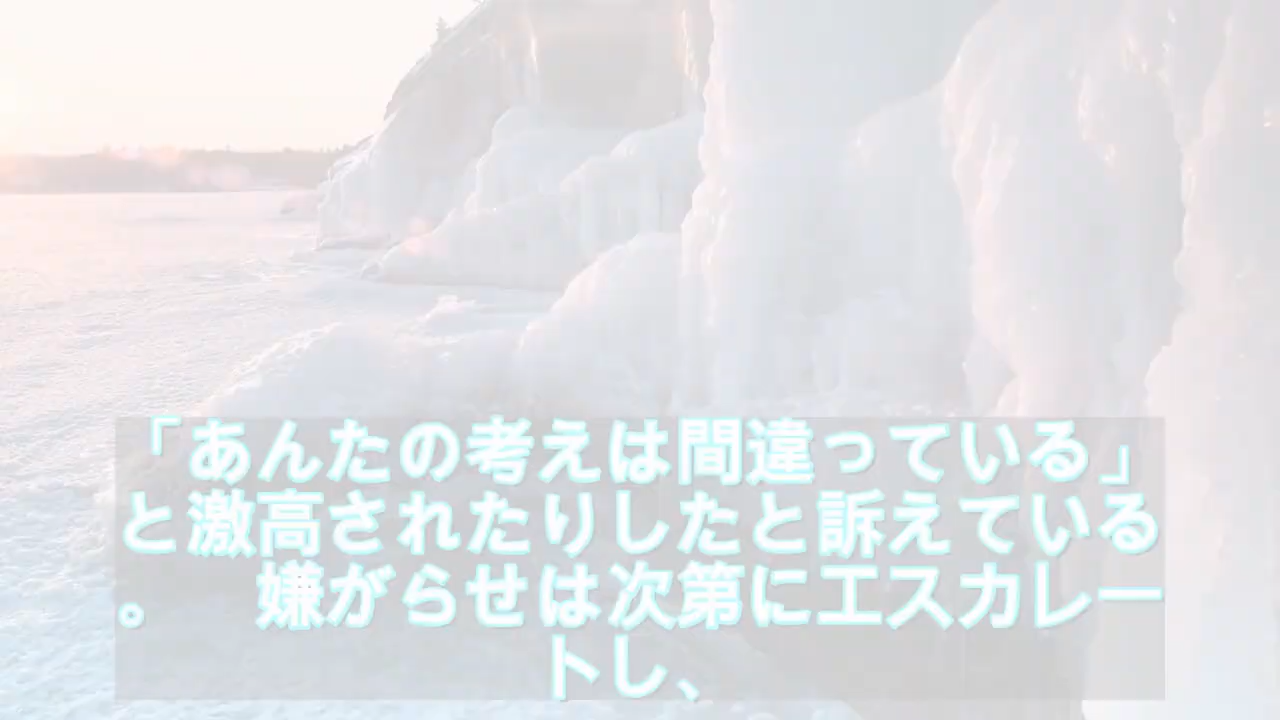 「あんたの考えは間違っている」
と激高されたりしたと訴えている
。　嫌がらせは次第にエスカレー
トし、